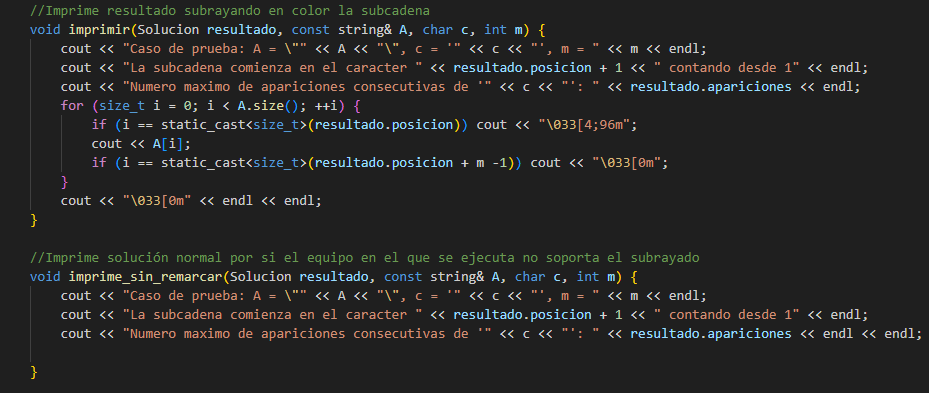 //Imprime resultado subrayando en color la subcadena
void imprimir(Solucion resultado, const string& A, char c, int m) {
    cout << "Caso de prueba: A = \"" << A << "\", c = '" << c << "', m = " << m << endl;
    cout << "La subcadena comienza en el caracter " << resultado.posicion + 1 << " contando desde 1" << endl;
    cout << "Numero maximo de apariciones consecutivas de '" << c << "': " << resultado.apariciones << endl;
    for (size_t i = 0; i < A.size(); ++i) {
        if (i == static_cast<size_t>(resultado.posicion)) cout << "\033[4;96m";
        cout << A[i];
        if (i == static_cast<size_t>(resultado.posicion + m -1)) cout << "\033[0m";
    }
    cout << "\033[0m" << endl << endl;
}
//Imprime solución normal por si el equipo en el que se ejecuta no soporta el subrayado
void imprime_sin_remarcar(Solucion resultado, const string& A, char c, int m) {
    cout << "Caso de prueba: A = \"" << A << "\", c = '" << c << "', m = " << m << endl;
    cout << "La subcadena comienza en el caracter " << resultado.posicion + 1 << " contando desde 1" << endl;
    cout << "Numero maximo de apariciones consecutivas de '" << c << "': " << resultado.apariciones << endl << endl;
}